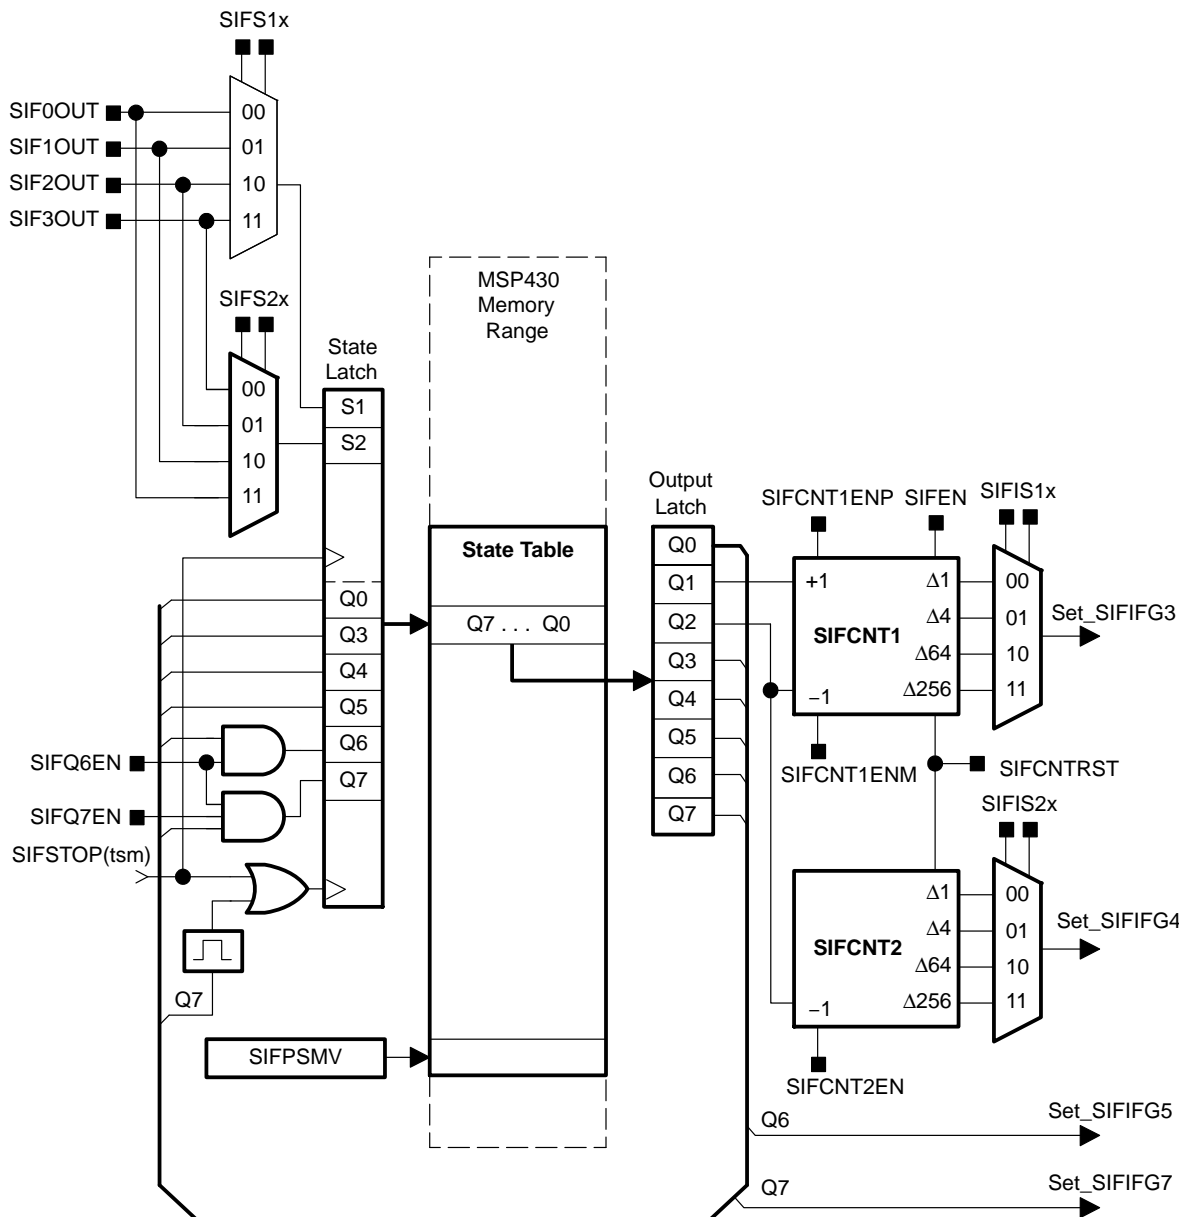 SIFS1x
SIF0OUT
SIF1OUT
SIF2OUT
SIF3OUT
00
01
10
11
SIFS2x
00
01
10
11
State
Latch
S1
S2
Q0
Q3
Q4
Q5
Q6
Q7
SIFQ6EN
SIFQ7EN
SIFSTOP(tsm)
Q7
SIFPSMV
MSP430
Memory
Range
State Table
Q7 . . . Q0
Output
Latch
Q0
Q1
Q2
Q3
Q4
Q5
Q6
Q7
SIFCNT1ENP
SIFEN
SIFIS1x
+1
SIFCNT1
−1
Δ1
Δ4
Δ64
Δ256
00
01
10
11
Set_SIFIFG3
SIFCNT1ENM
SIFCNTRST
SIFIS2x
SIFCNT2
−1
Δ1
Δ4
Δ64
Δ256
00
01
10
11
Set_SIFIFG4
SIFCNT2EN
Q6
Set_SIFIFG5
Q7
Set_SIFIFG7